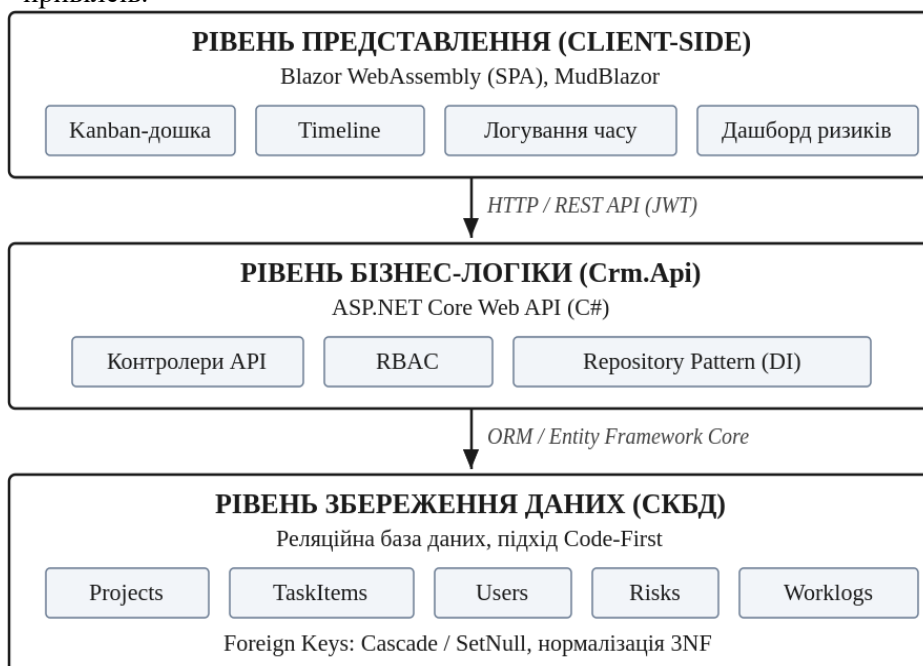 РІВЕНЬ ПРЕДСТАВЛЕННЯ (CLIENT-SIDE)
Blazor WebAssembly (SPA), MudBlazor
Kanban-дошка Timeline Логування часу Дашборд ризиків
HTTP / REST API (JWT)
РІВЕНЬ БІЗНЕС-ЛОГІКИ (Crm.Api)
ASP.NET Core Web API (C#)
Контролери API RBAC Repository Pattern (DI)
ORM / Entity Framework Core
РІВЕНЬ ЗБЕРЕЖЕННЯ ДАНИХ (СКБД)
Реляційна база даних, підхід Code-First
Projects TaskItems Users Risks Worklogs
Foreign Keys: Cascade / SetNull, нормалізація 3NF